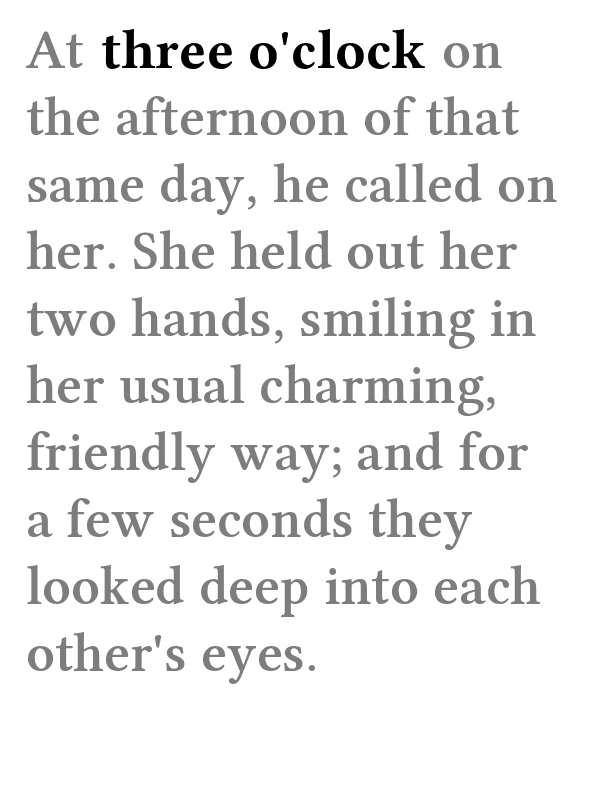 At three o'clock on
the afternoon of that
same day, he called on
her. She held out her
two hands, smiling in
her usual charming,
friendly way; and for
a few seconds they
looked deep into each
other's eyes.